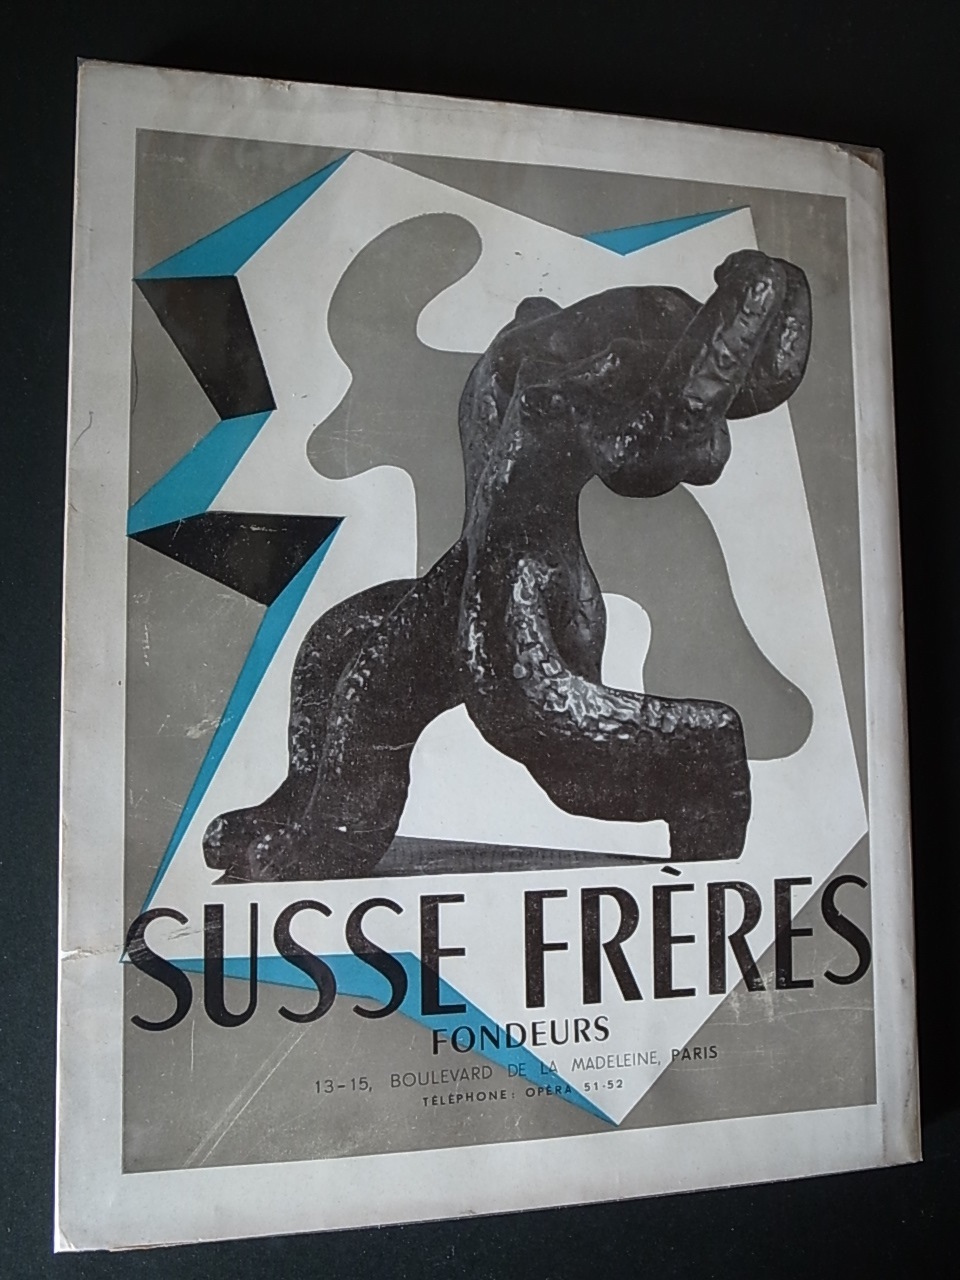 SUSSE FRÈRES
FONDEURS
13-15, BOULEVARD DE LA MADELEINE, PARIS
TÉLÉPHONE: OPÉRA 51-52